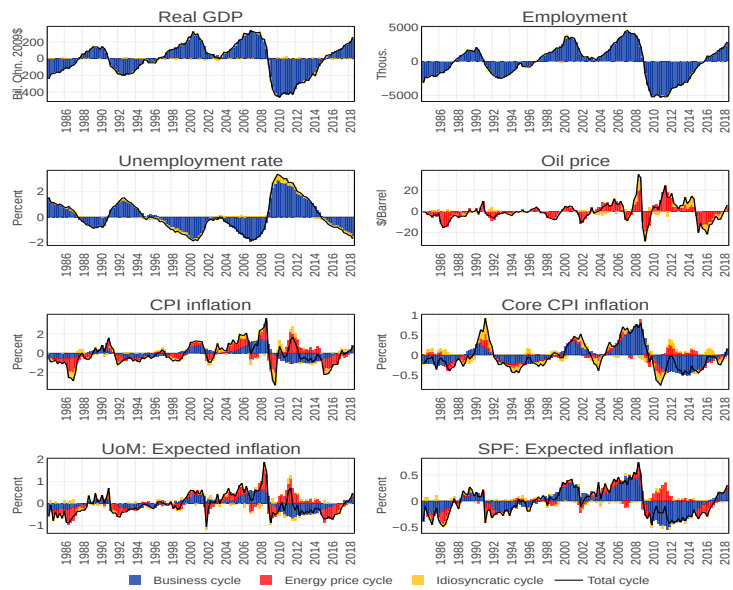 Real GDP
Employment
Bil. Chn. 2009$
200
0
−200
−400
1986 1988 1990 1992 1994 1996 1998 2000 2002 2004 2006 2008 2010 2012 2014 2016 2018
Thous.
5000
0
−5000
1986 1988 1990 1992 1994 1996 1998 2000 2002 2004 2006 2008 2010 2012 2014 2016 2018
Unemployment rate
Oil price
Percent
2
0
−2
1986 1988 1990 1992 1994 1996 1998 2000 2002 2004 2006 2008 2010 2012 2014 2016 2018
$/Barrel
20
0
−20
1986 1988 1990 1992 1994 1996 1998 2000 2002 2004 2006 2008 2010 2012 2014 2016 2018
CPI inflation
Core CPI inflation
Percent
2
0
−2
1986 1988 1990 1992 1994 1996 1998 2000 2002 2004 2006 2008 2010 2012 2014 2016 2018
Percent
1
0.5
0
−0.5
1986 1988 1990 1992 1994 1996 1998 2000 2002 2004 2006 2008 2010 2012 2014 2016 2018
UoM: Expected inflation
SPF: Expected inflation
Percent
2
1
0
−1
1986 1988 1990 1992 1994 1996 1998 2000 2002 2004 2006 2008 2010 2012 2014 2016 2018
Percent
0.5
0
−0.5
1986 1988 1990 1992 1994 1996 1998 2000 2002 2004 2006 2008 2010 2012 2014 2016 2018
Business cycle Energy price cycle Idiosyncratic cycle Total cycle